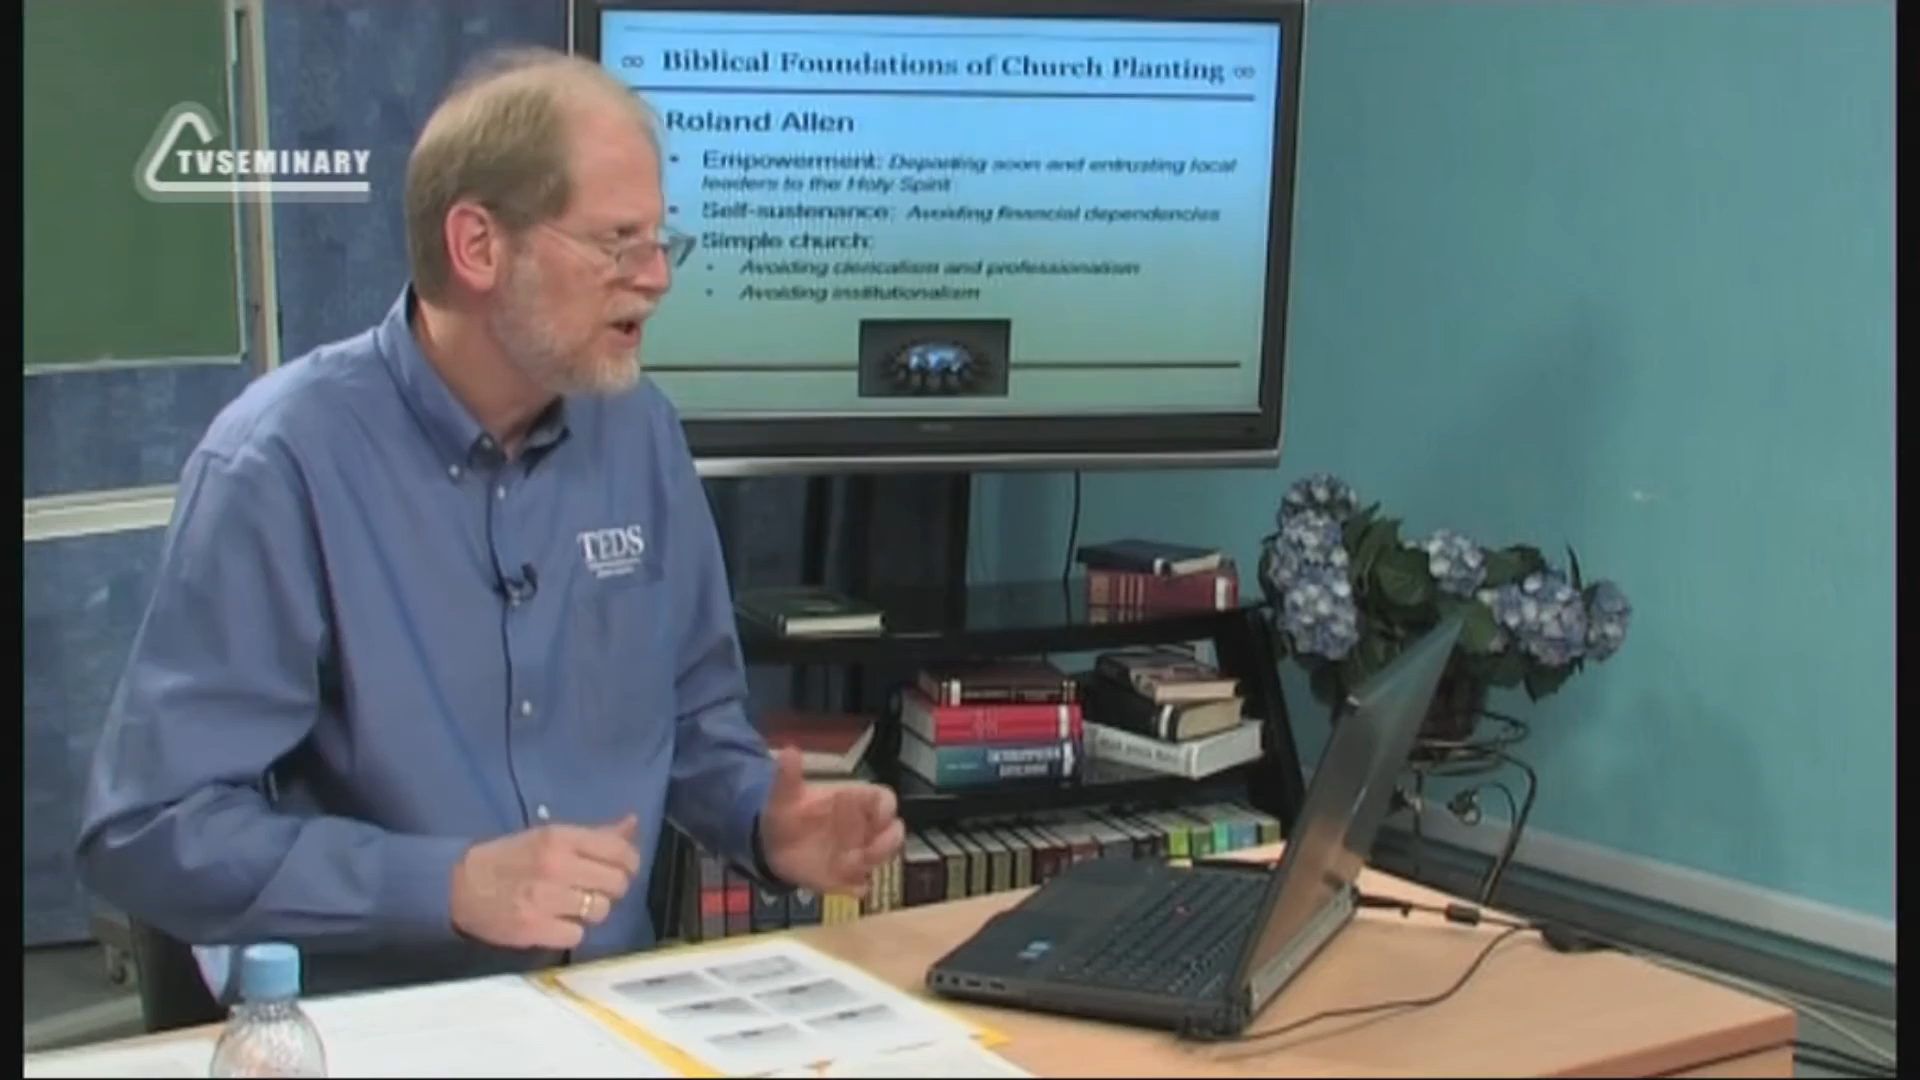 ∞ Biblical Foundations of Church Planting ∞
Roland Allen
• Empowerment: Departing soon and entrusting local
leaders to the Holy Spirit
• Self-sustenance: Avoiding financial dependencies
Simple church:
• Avoiding clericalism and professionalism
• Avoiding institutionalism
TVSEMINARY
TEDS